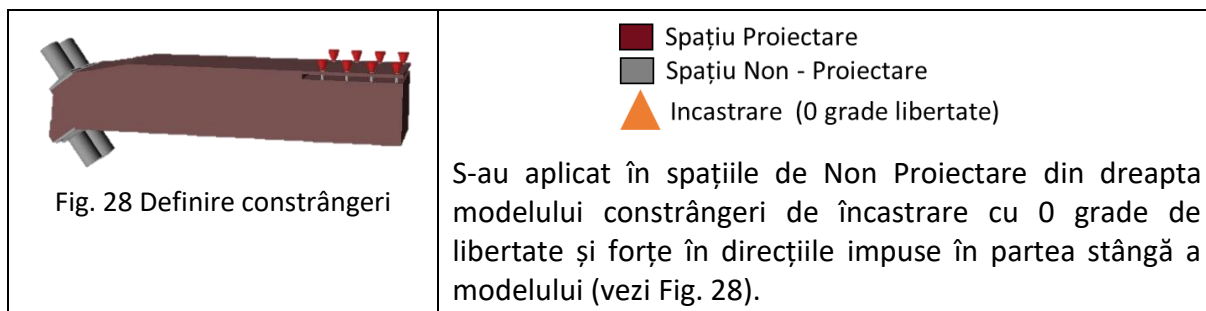 Fig. 28 Definire constrângeri
Spațiu Proiectare
Spațiu Non - Proiectare
Incastrare (0 grade libertate)
S-au aplicat în spațiile de Non Proiectare din dreapta
modelului constrângeri de încastrare cu 0 grade de
libertate și forțe în direcțiile impuse în partea stângă a
modelului (vezi Fig. 28).